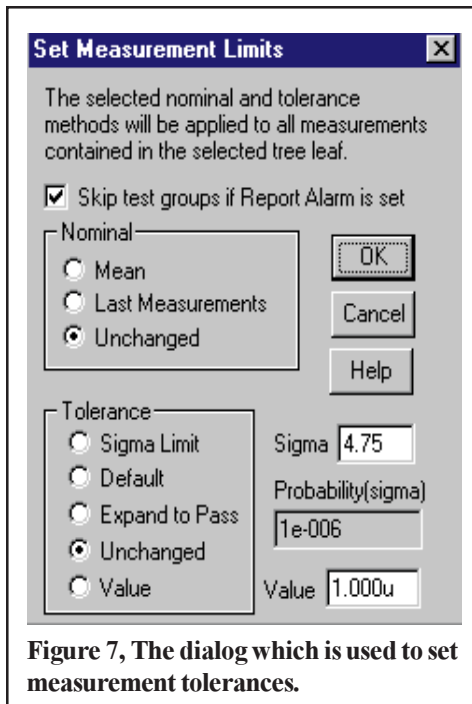 Set Measurement Limits
The selected nominal and tolerance
methods will be applied to all measurements
contained in the selected tree leaf.
Skip test groups if Report Alarm is set
Nominal
Mean
Last Measurements
Unchanged
OK
Cancel
Help
Tolerance
Sigma Limit
Default
Expand to Pass
Unchanged
Value
Sigma 4.75
Probability(sigma)
1e-006
Value 1.000u
Figure 7, The dialog which is used to set
measurement tolerances.